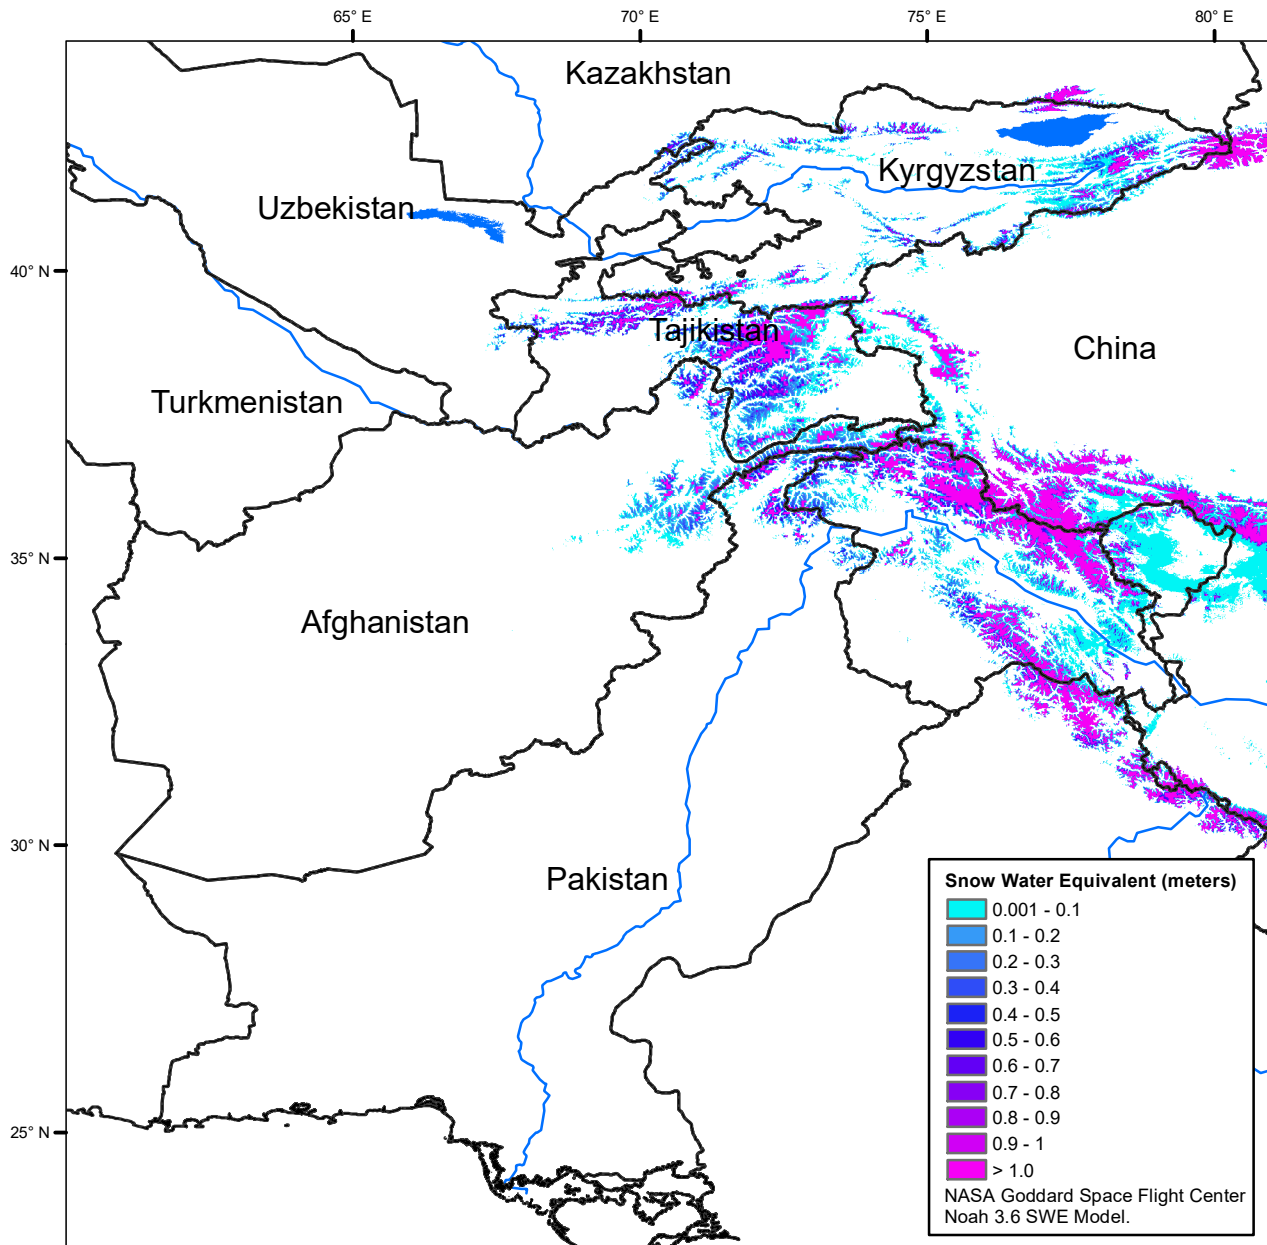 65° E
70° E
75° E
80° E
Kazakhstan
Kyrgyzstan
Uzbekistan
40° N
Tajikistan
China
Turkmenistan
35° N
Afghanistan
30° N
Pakistan
25° N
Snow Water Equivalent (meters)
0.001 - 0.1
0.1 - 0.2
0.2 - 0.3
0.3 - 0.4
0.4 - 0.5
0.5 - 0.6
0.6 - 0.7
0.7 - 0.8
0.8 - 0.9
0.9 - 1
> 1.0
NASA Goddard Space Flight Center
Noah 3.6 SWE Model.